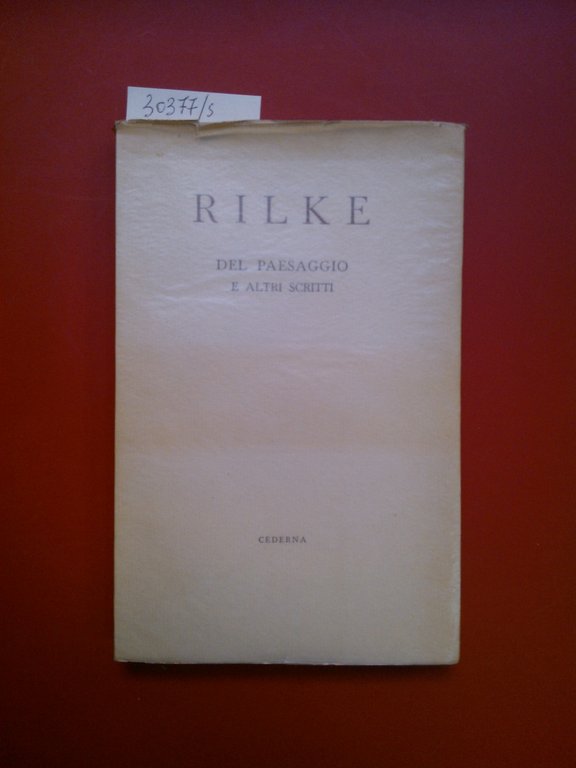 30377/s
RILKE
DEL PAESAGGIO
E ALTRI SCRITTI
CEDERNA